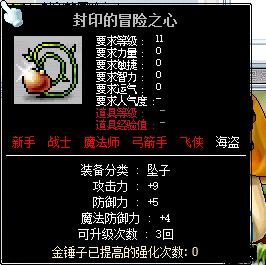 封印的冒险之心
要求等级 : 11
要求力量 : -
要求敏捷 : -
要求智力 : -
要求运气 : -
要求人气度 : -
道具等级 : -
道具经验值 : -
新手 战士 魔法师 弓箭手 飞侠 海盗
装备分类 : 坠子
攻击力 : +9
防御力 : +5
魔法防御力 : +4
可升级次数 : 3回
金锤子已提高的强化次数: 0